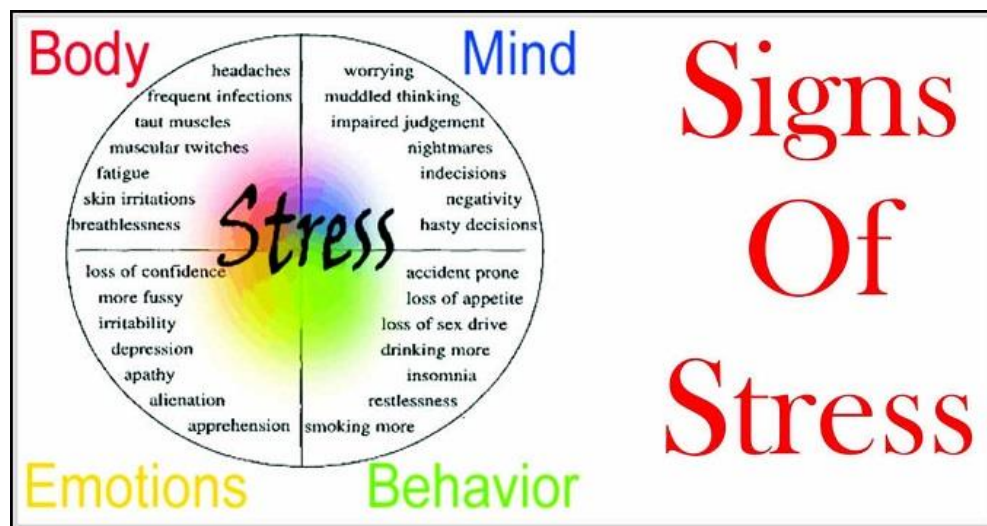 Body
headaches
frequent infections
taut muscles
muscular twitches
fatigue
skin irritations
breathlessness
Mind
worrying
muddled thinking
impaired judgement
nightmares
indecisions
negativity
hasty decisions
Stress
loss of confidence
more fussy
irritability
depression
apathy
alienation
apprehension
Emotions
accident prone
loss of appetite
loss of sex drive
drinking more
insomnia
restlessness
smoking more
Behavior
Signs
Of
Stress